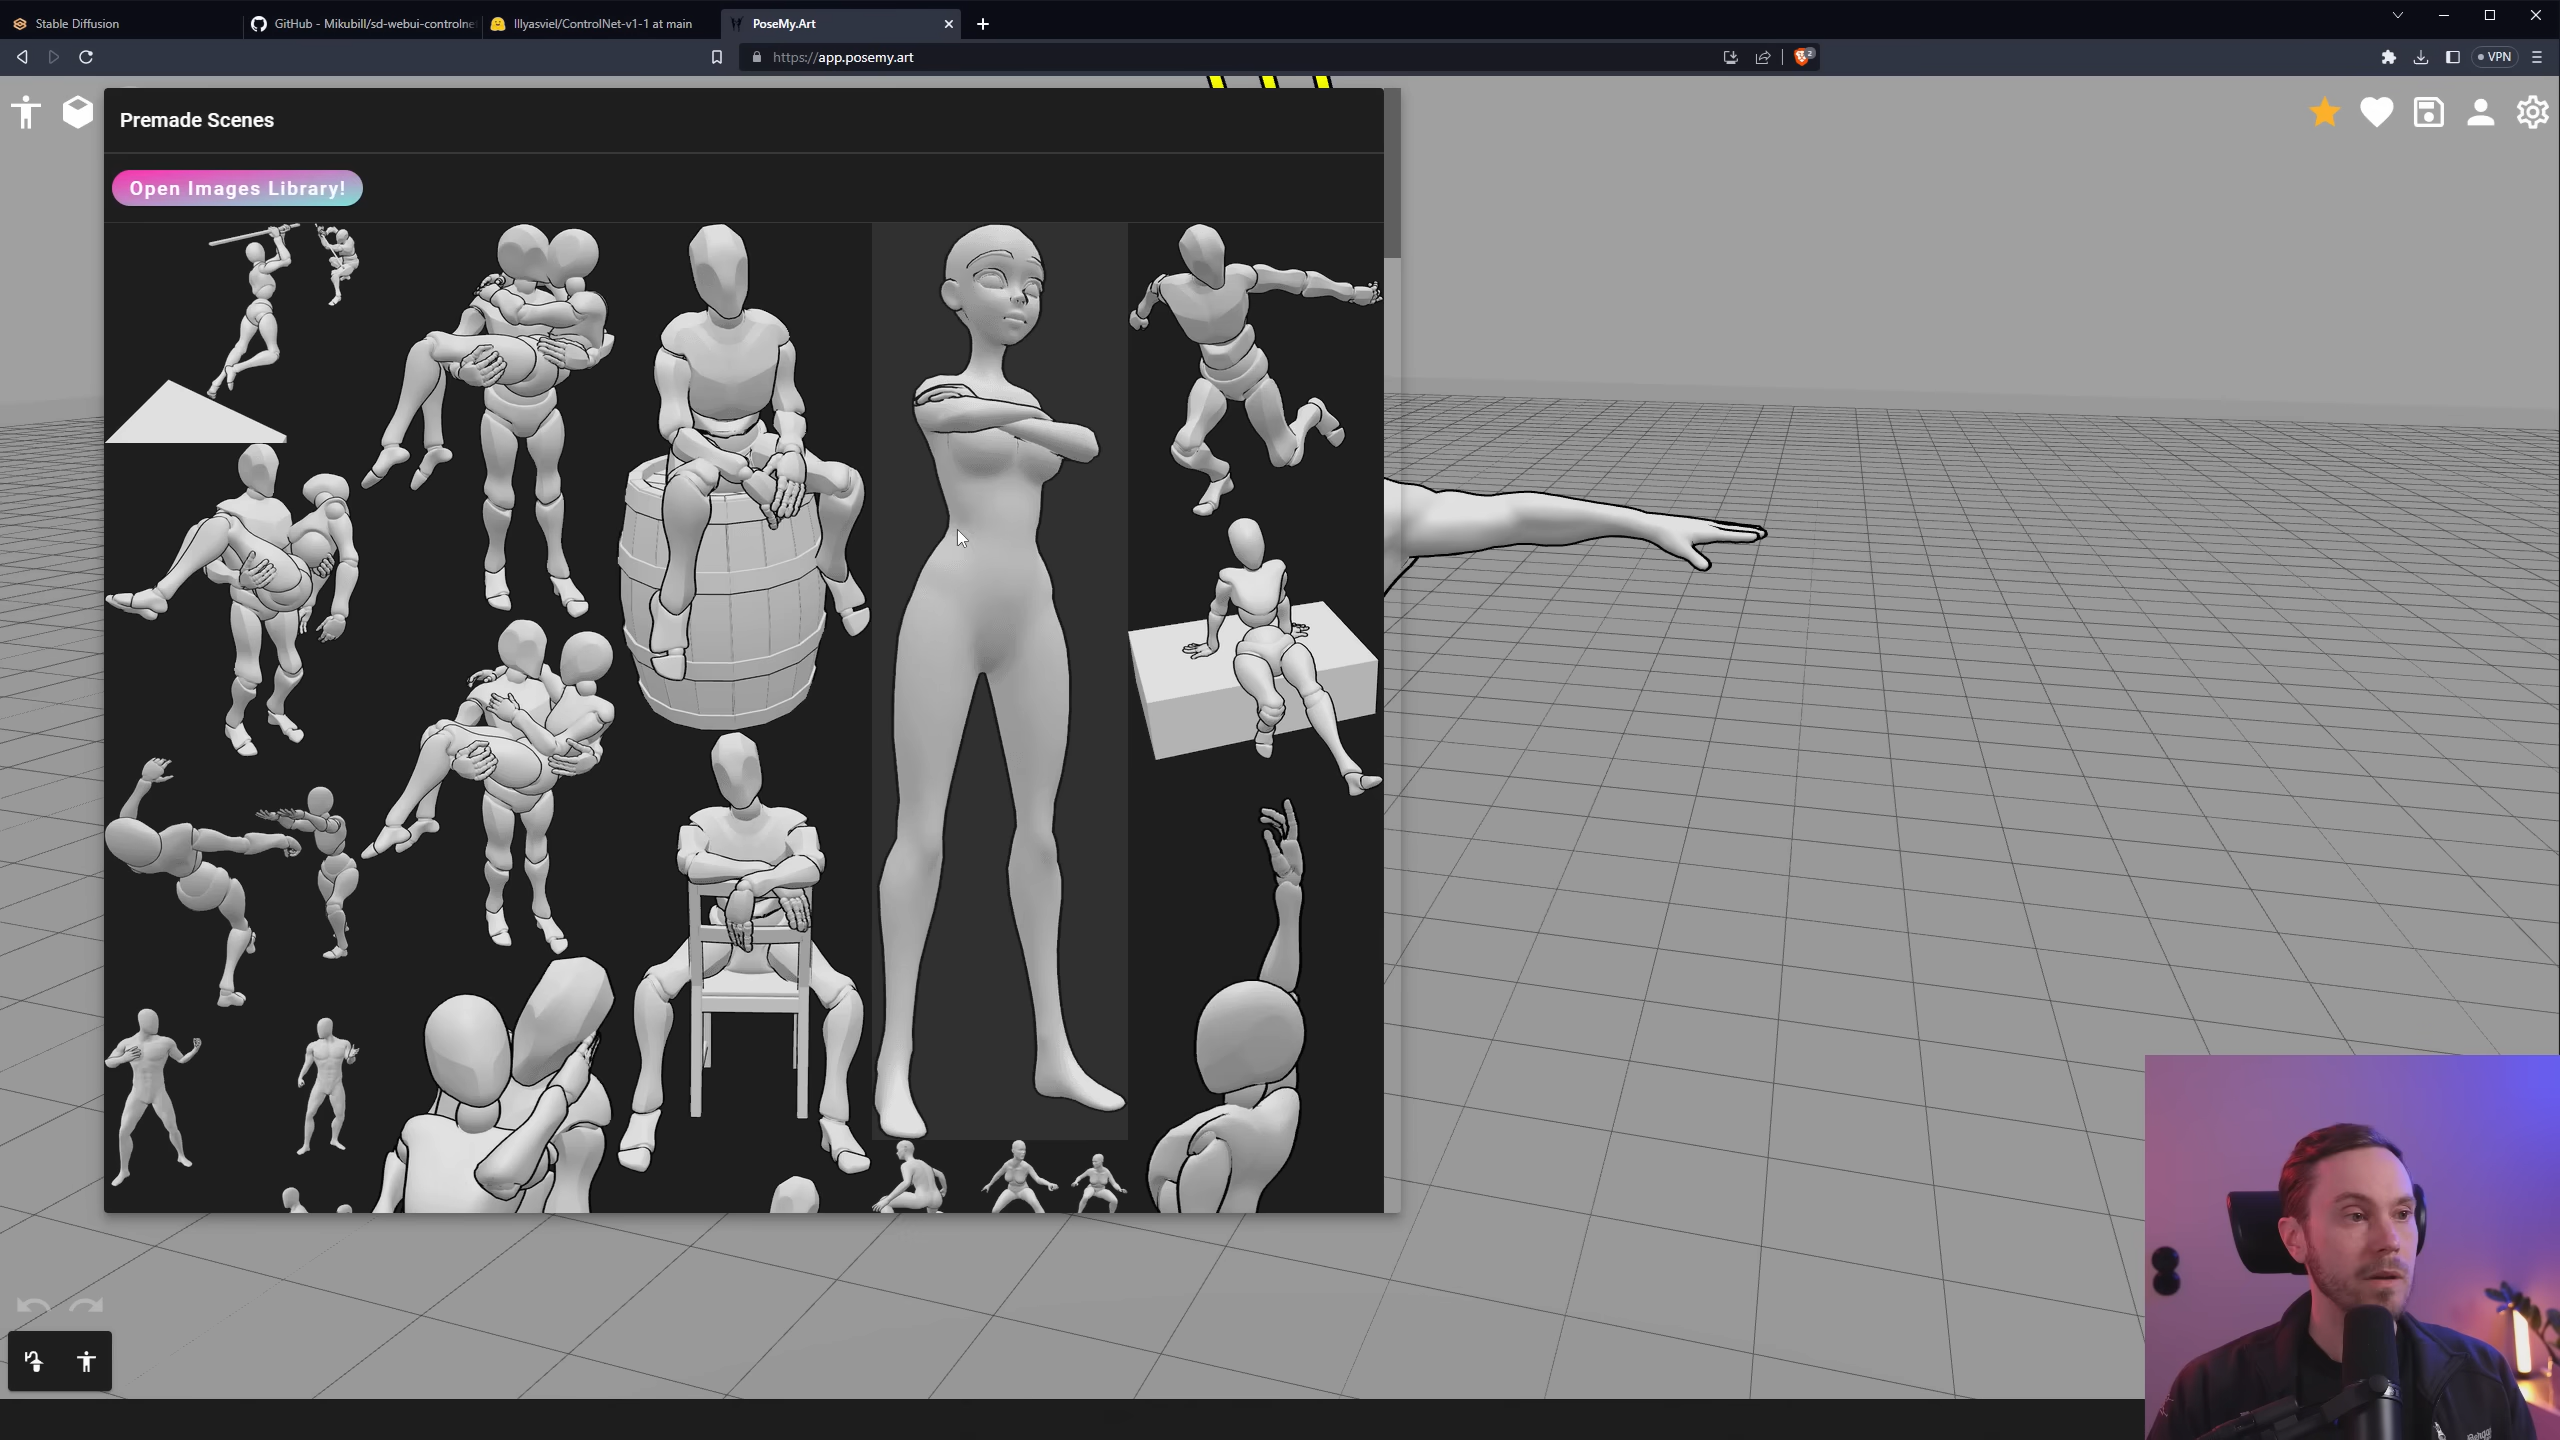 Stable Diffusion
GitHub - Mikubill/sd-webui-controlne
lllyasviel/ControlNet-v1-1 at main
PoseMy.Art
https://app.posemy.art
2
VPN
Premade Scenes
Open Images Library!